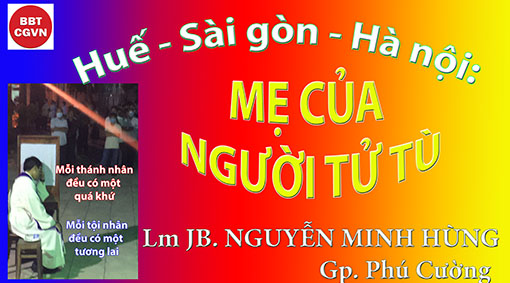 BBT
CGVN
Huế - Sài gòn - Hà nội:
MẸ CỦA
NGƯỜI TỬ TÙ
Mỗi thánh nhân
đều có một
quá khứ
Mỗi tội nhân
đều có một
tương lai
Lm JB. NGUYỄN MINH HÙNG
Gp. Phú Cường